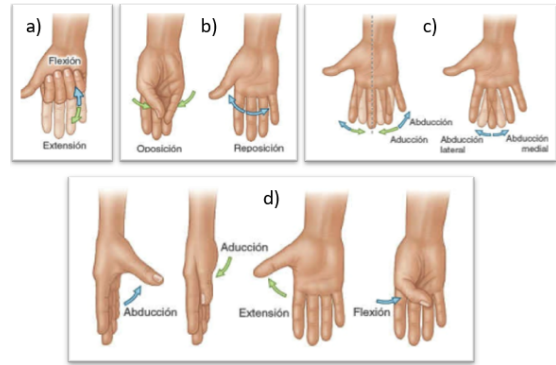 a)
Flexión
Extensión
b)
Oposición
Reposición
c)
Abducción
Aducción
Abducción
lateral
Abducción
medial
d)
Abducción
Aducción
Extensión
Flexión